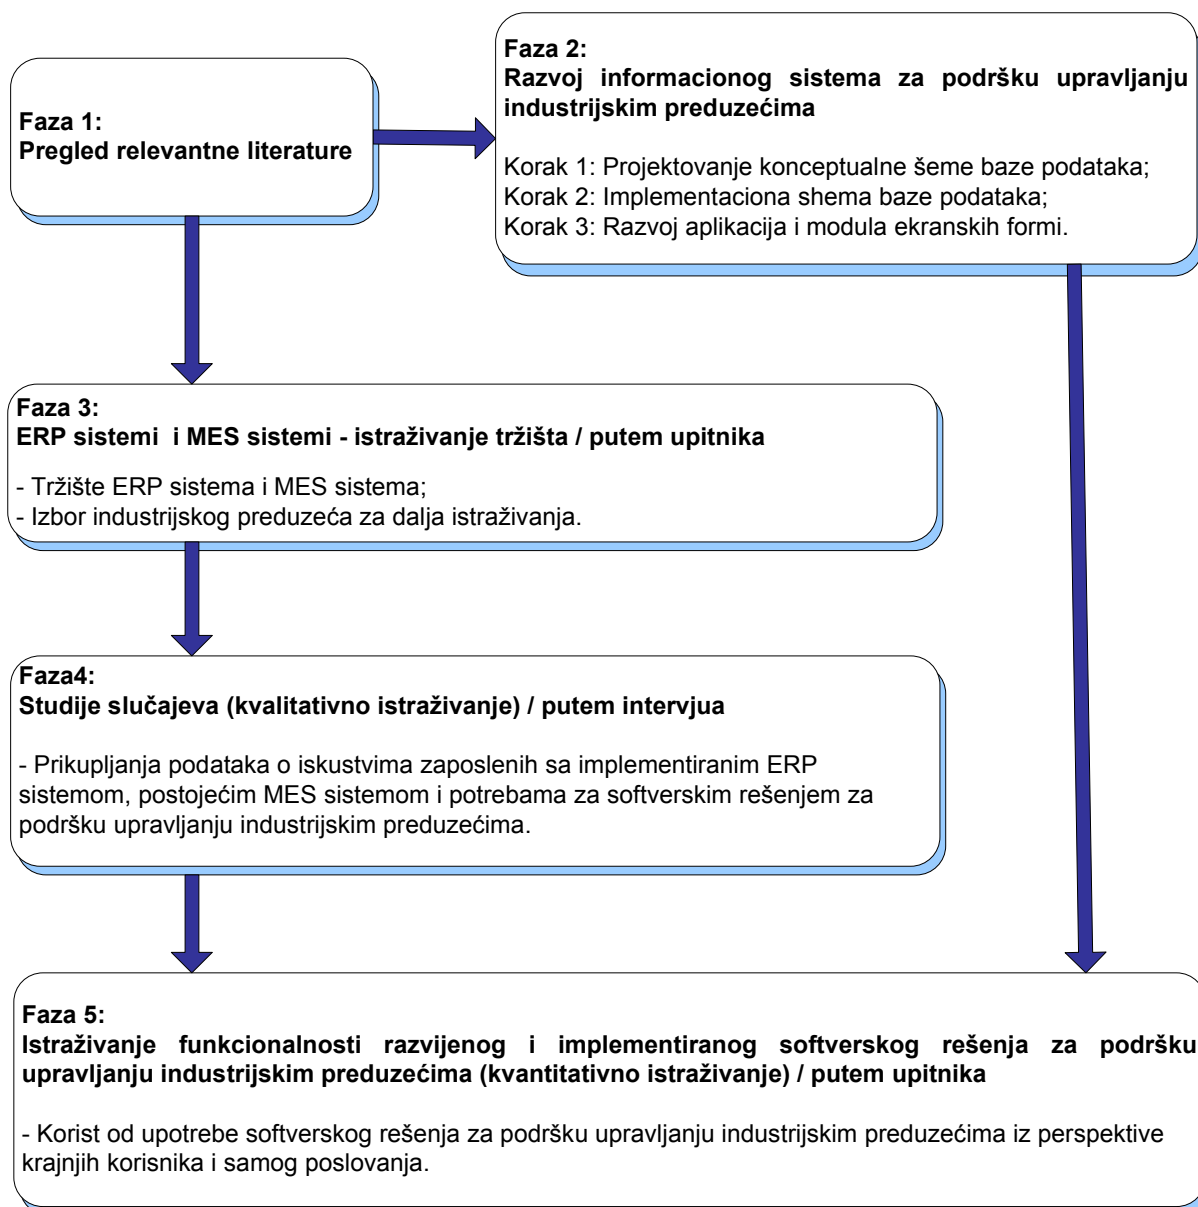 Faza 1:
Pregled relevantne literature
Faza 2:
Razvoj informacionog sistema za podršku upravljanju
industrijskim preduzećima
Korak 1: Projektovanje konceptualne šeme baze podataka;
Korak 2: Implementaciona shema baze podataka;
Korak 3: Razvoj aplikacija i modula ekranskih formi.
Faza 3:
ERP sistemi i MES sistemi - istraživanje tržišta / putem upitnika
- Tržište ERP sistema i MES sistema;
- Izbor industrijskog preduzeća za dalja istraživanja.
Faza4:
Studije slučajeva (kvalitativno istraživanje) / putem intervjua
- Prikupljanja podataka o iskustvima zaposlenih sa implementiranim ERP
sistemom, postojećim MES sistemom i potrebama za softverskim rešenjem za
podršku upravljanju industrijskim preduzećima.
Faza 5:
Istraživanje funkcionalnosti razvijenog i implementiranog softverskog rešenja za podršku
upravljanju industrijskim preduzećima (kvantitativno istraživanje) / putem upitnika
- Korist od upotrebe softverskog rešenja za podršku upravljanju industrijskim preduzećima iz perspektive
krajnjih korisnika i samog poslovanja.